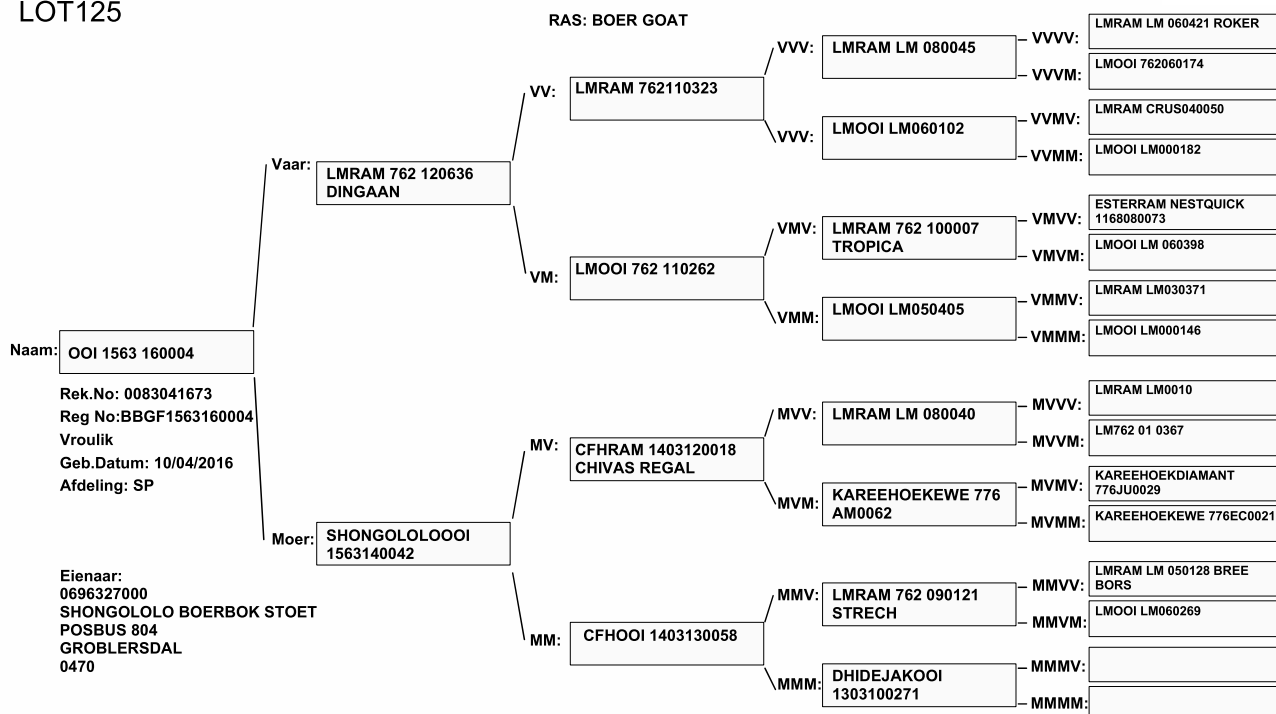 LOT125
RAS: BOER GOAT
Naam: OOI 1563 160004
Rek.No: 0083041673
Reg No:BBGF1563160004
Vroulik
Geb.Datum: 10/04/2016
Afdeling: SP
Eienaar:
0696327000
SHONGOLOLO BOERBOK STOET
POSBUS 804
GROBLERSDAL
0470
Vaar: LMRAM 762 120636
DINGAAN
Moer: SHONGOLOLOOOI
1563140042
VV: LMRAM 762110323
VM: LMOOI 762 110262
MV: CFHRAM 1403120018
CHIVAS REGAL
MM: CFHOOI 1403130058
VVV: LMRAM LM 080045
VVV: LMOOI LM060102
VMV: LMRAM 762 100007
TROPICA
VMM: LMOOI LM050405
MVV: LMRAM LM 080040
MVM: KAREEHOEKEWE 776
AM0062
MMV: LMRAM 762 090121
STRECH
MMM: DHIDEJAKOOI
1303100271
VVVV: LMRAM LM 060421 ROKER
VVVM: LMOOI 762060174
VVMV: LMRAM CRUS040050
VVMM: LMOOI LM000182
VMVV: ESTERRAM NESTQUICK
1168080073
VMVM: LMOOI LM 060398
VMMV: LMRAM LM030371
VMMM: LMOOI LM000146
MVVV: LMRAM LM0010
MVVM: LM762 01 0367
MVMV: KAREEHOEKDIAMANT
776JU0029
MVMM: KAREEHOEKEWE 776EC0021
MMVV: LMRAM LM 050128 BREE
BORS
MMVM: LMOOI LM060269
MMMV:
MMMM: